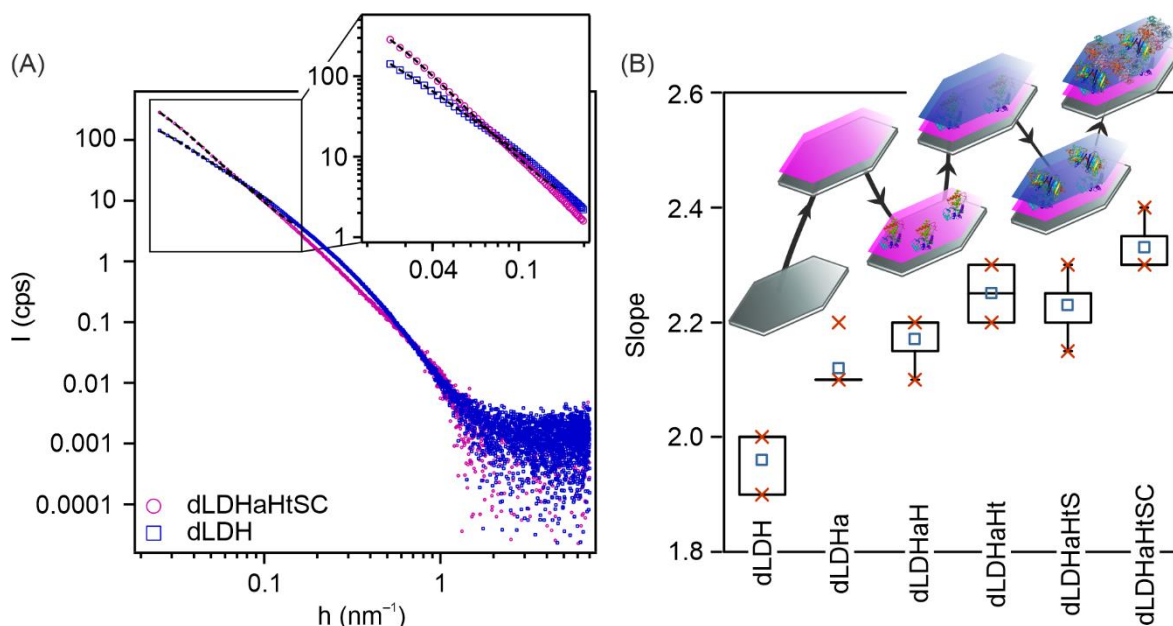 (A)
100
10
1
0.04
0.1
100
10
1
0.1
0.01
0.001
0.0001
I (cps)
dLDHaHtSC
dLDH
0.1
1
h (nm⁻¹)
(B)
2.6
2.4
2.2
2.0
1.8
Slope
dLDH
dLDHa
dLDHaH
dLDHaHt
dLDHaHtS
dLDHaHtSC